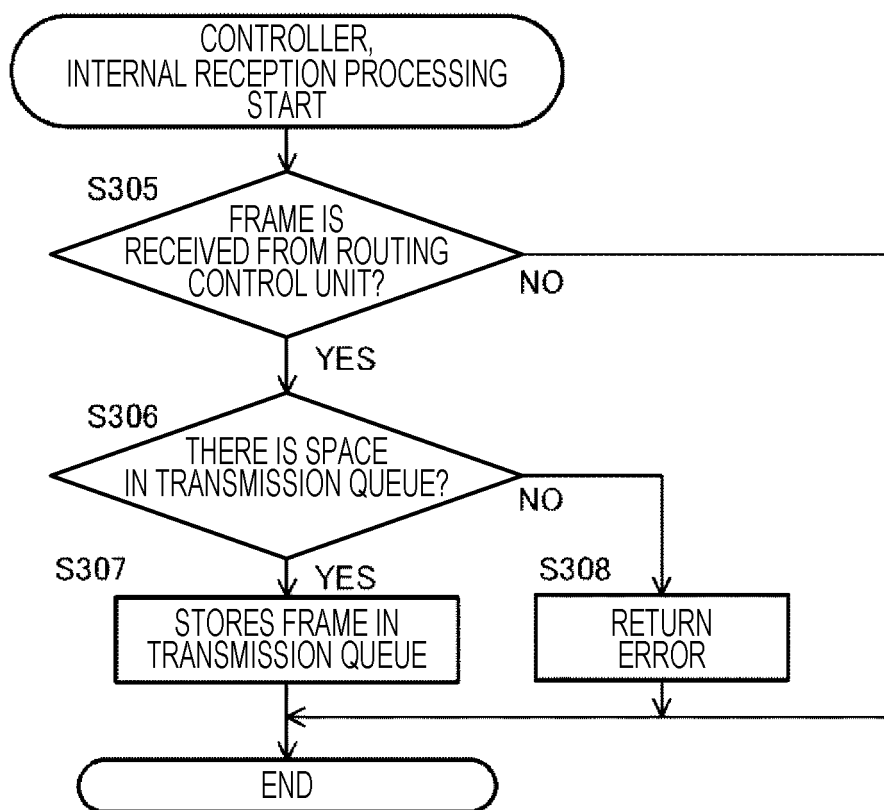 CONTROLLER,
INTERNAL RECEPTION PROCESSING
START
S305
FRAME IS
RECEIVED FROM ROUTING
CONTROL UNIT?
NO
YES
S306
THERE IS SPACE
IN TRANSMISSION QUEUE?
NO
YES
S307
STORES FRAME IN
TRANSMISSION QUEUE
S308
RETURN
ERROR
END